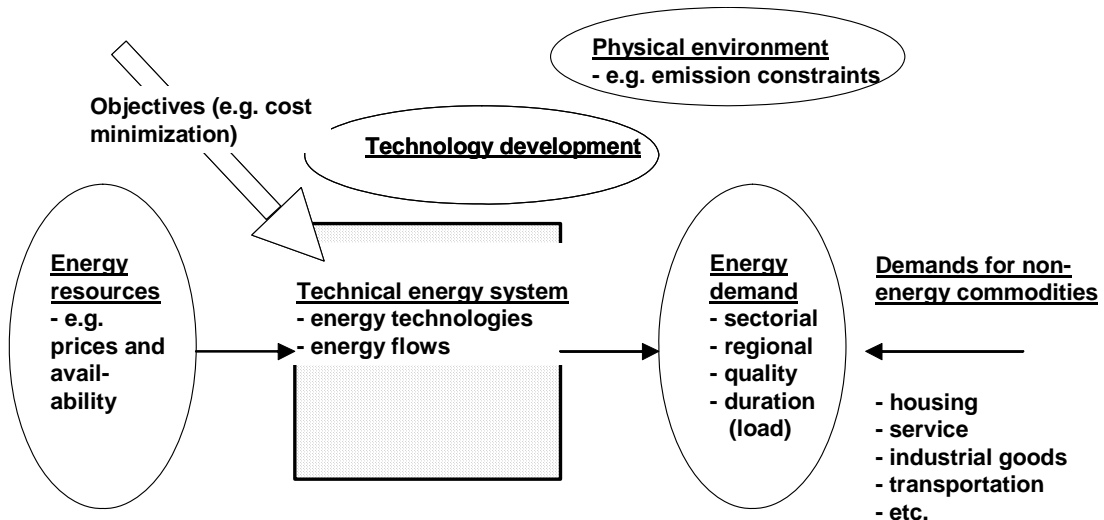 Physical environment
- e.g. emission constraints
Objectives (e.g. cost
minimization)
Technology development
Energy
resources
- e.g.
prices and
avail-
ability
Technical energy system
- energy technologies
- energy flows
Energy
demand
- sectorial
- regional
- quality
- duration
(load)
Demands for non-
energy commodities
- housing
- service
- industrial goods
- transportation
- etc.